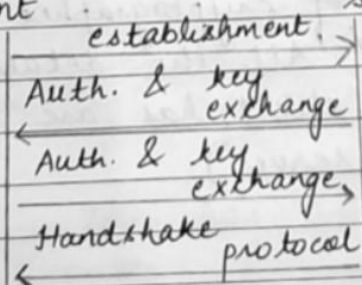 nt
establishment.
Auth. & key
exchange
Auth. & key
exchange
Handshake
protocol